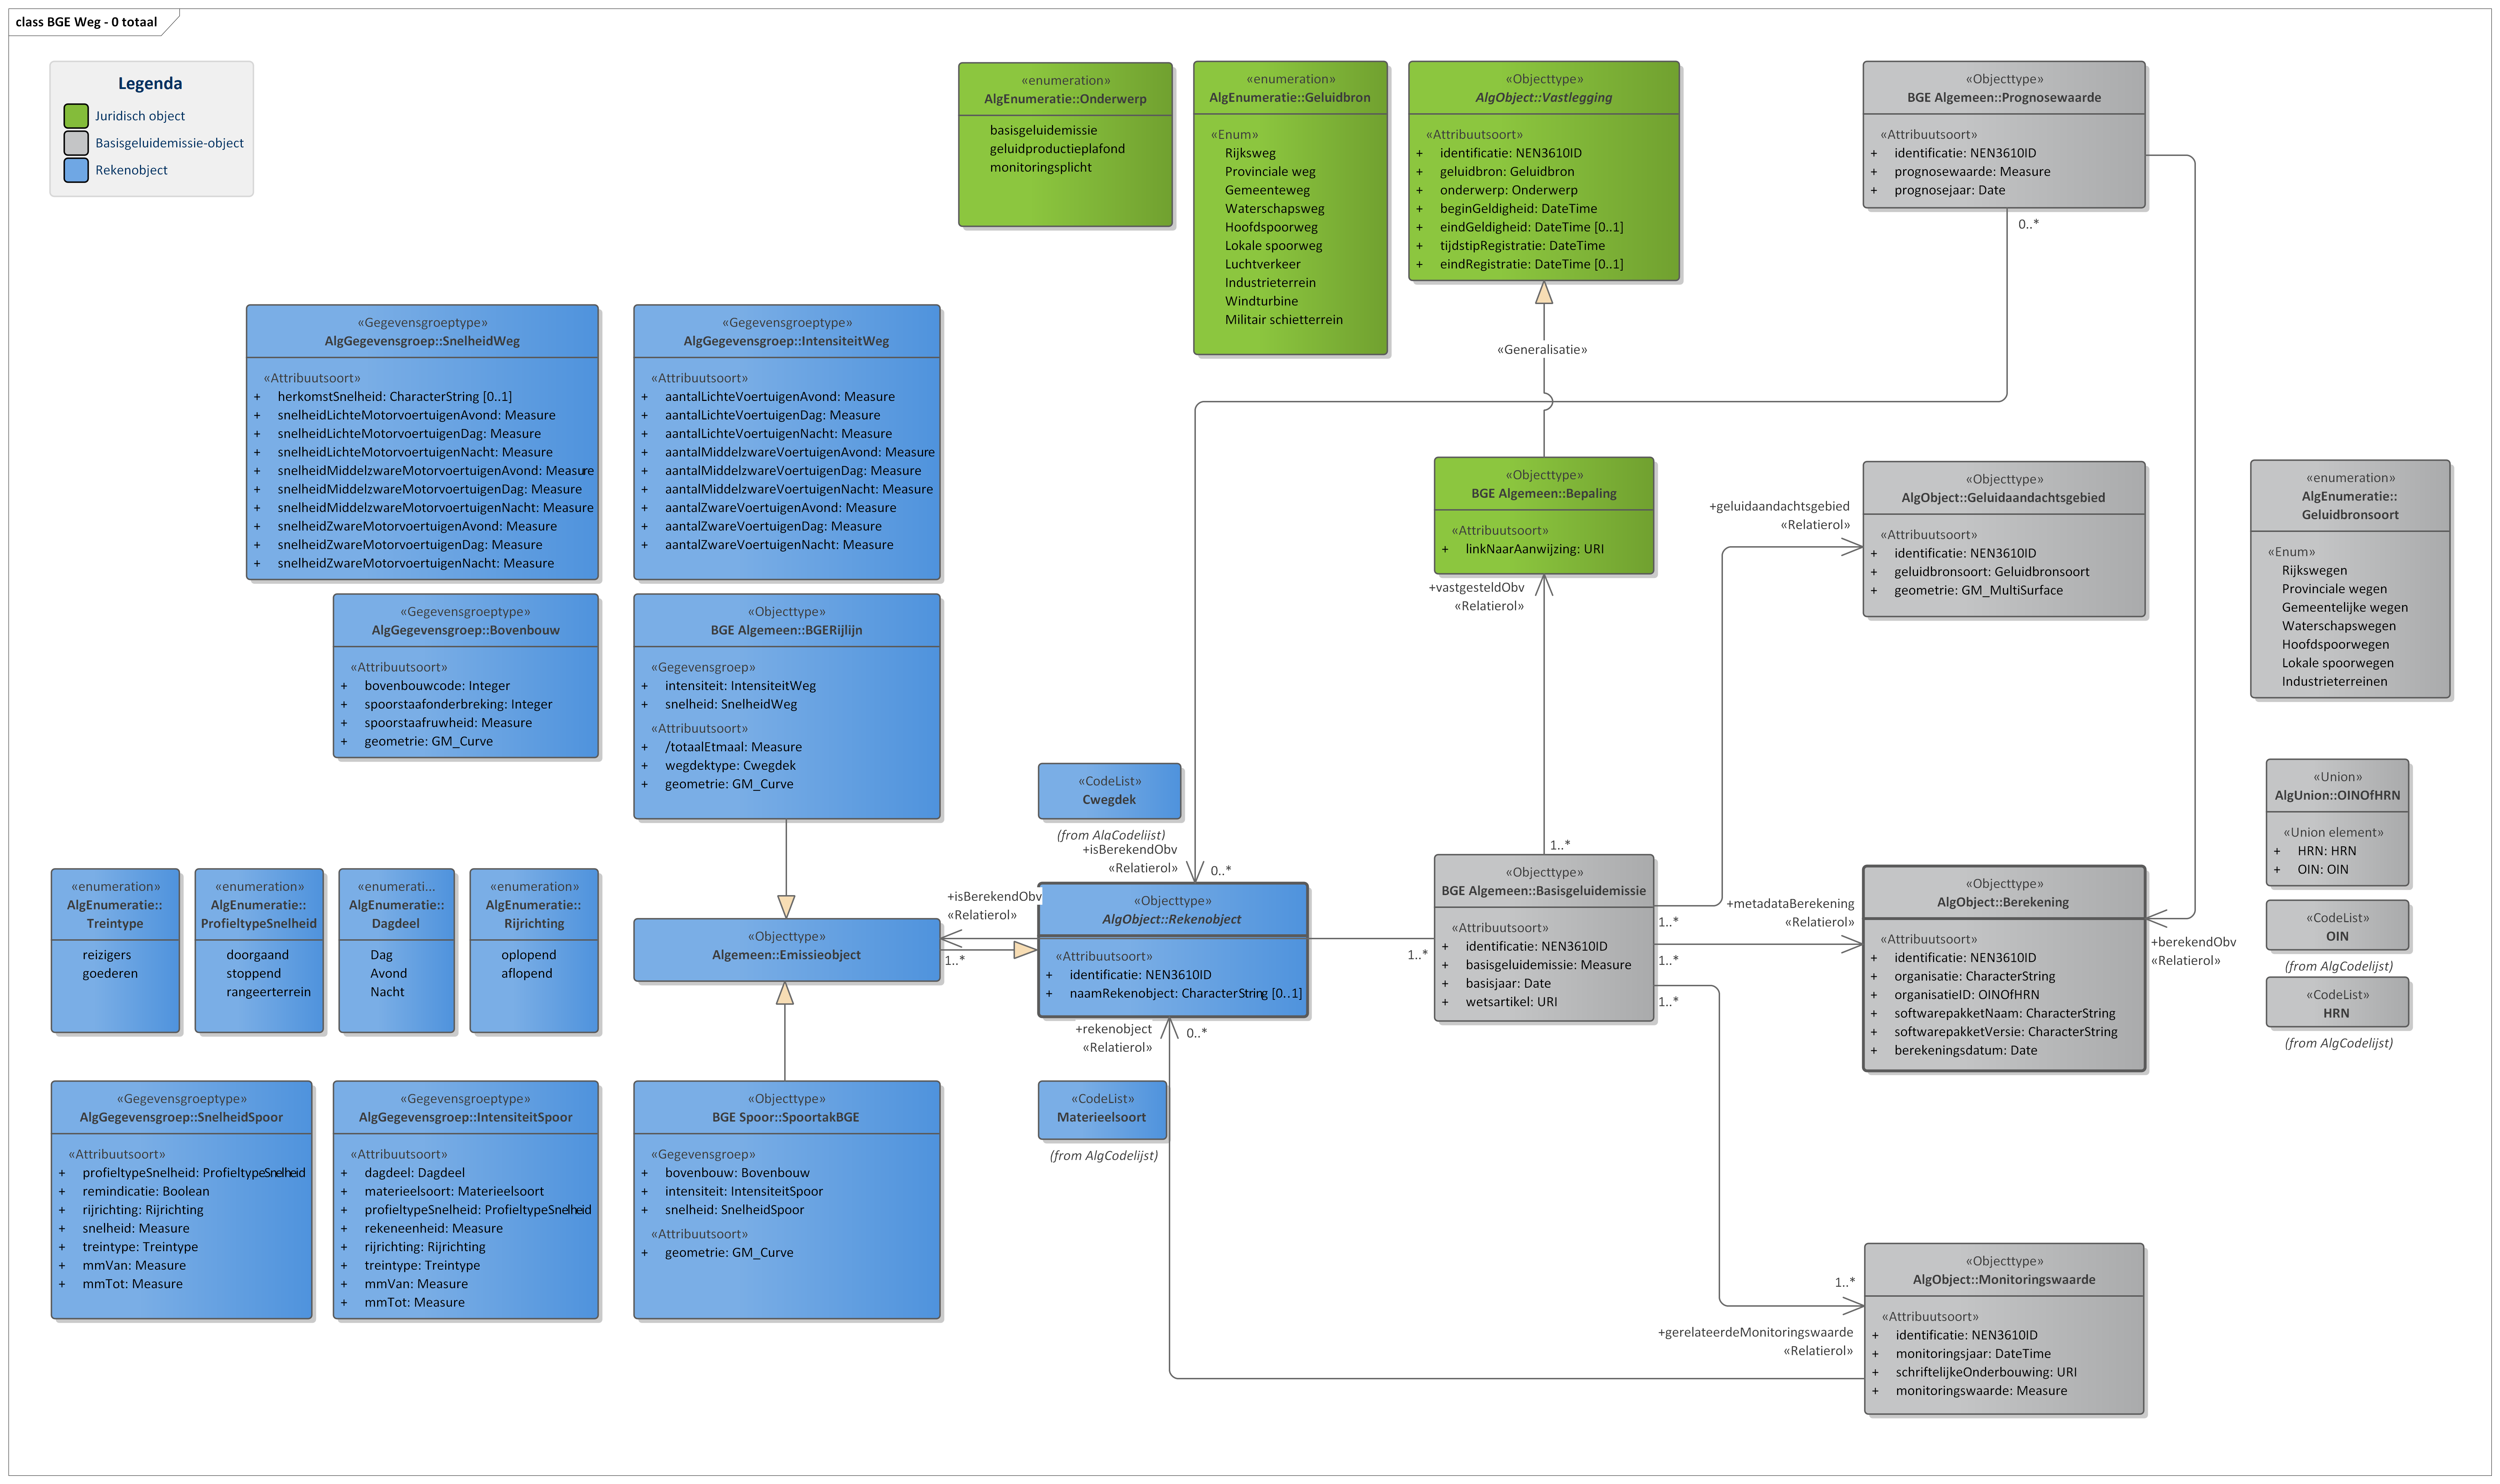 class BGE Weg - 0 totaal
Legenda
Juridisch object
Basisgeluidemissie-object
Rekenobject
«enumeration»
AlgEnumeratie::Onderwerp
basisgeluidemissie
geluidproductieplafond
monitoringsplicht
«enumeration»
AlgEnumeratie::Geluidbron
«Enum»
Rijksweg
Provinciale weg
Gemeenteweg
Waterschapsweg
Hoofdspoorweg
Lokale spoorweg
Luchtverkeer
Industrieterrein
Windturbine
Militair schietterrein
«Objecttype»
AlgObject::Vastlegging
«Attribuutsoort»
+ identificatie: NEN3610ID
+ geluidbron: Geluidbron
+ onderwerp: Onderwerp
+ beginGeldigheid: DateTime
+ eindGeldigheid: DateTime [0..1]
+ tijdstipRegistratie: DateTime
+ eindRegistratie: DateTime [0..1]
«Objecttype»
BGE Algemeen::Prognosewaarde
«Attribuutsoort»
+ identificatie: NEN3610ID
+ prognosewaarde: Measure
+ prognosejaar: Date
0..*
«Generalisatie»
«Gegevensgroeptype»
AlgGegevensgroep::SnelheidWeg
«Attribuutsoort»
+ herkomstSnelheid: CharacterString [0..1]
+ snelheidLichteMotorvoertuigenAvond: Measure
+ snelheidLichteMotorvoertuigenDag: Measure
+ snelheidLichteMotorvoertuigenNacht: Measure
+ snelheidMiddelzwareMotorvoertuigenAvond: Measure
+ snelheidMiddelzwareMotorvoertuigenDag: Measure
+ snelheidMiddelzwareMotorvoertuigenNacht: Measure
+ snelheidZwareMotorvoertuigenAvond: Measure
+ snelheidZwareMotorvoertuigenDag: Measure
+ snelheidZwareMotorvoertuigenNacht: Measure
«Gegevensgroeptype»
AlgGegevensgroep::IntensiteitWeg
«Attribuutsoort»
+ aantalLichteVoertuigenAvond: Measure
+ aantalLichteVoertuigenDag: Measure
+ aantalLichteVoertuigenNacht: Measure
+ aantalMiddelzwareVoertuigenAvond: Measure
+ aantalMiddelzwareVoertuigenDag: Measure
+ aantalMiddelzwareVoertuigenNacht: Measure
+ aantalZwareVoertuigenAvond: Measure
+ aantalZwareVoertuigenDag: Measure
+ aantalZwareVoertuigenNacht: Measure
«Objecttype»
BGE Algemeen::Bepaling
«Attribuutsoort»
+ linkNaarAanwijzing: URI
+vastgesteldObv
«Relatierol»
+geluidaandachtsgebied
«Relatierol»
«Objecttype»
AlgObject::Geluidaandachtsgebied
«Attribuutsoort»
+ identificatie: NEN3610ID
+ geluidbronsoort: Geluidbronsoort
+ geometrie: GM_MultiSurface
«enumeration»
AlgEnumeratie::
Geluidbronsoort
«Enum»
Rijkswegen
Provinciale wegen
Gemeentelijke wegen
Waterschapswegen
Hoofdspoorwegen
Lokale spoorwegen
Industrieterreinen
«Gegevensgroeptype»
AlgGegevensgroep::Bovenbouw
«Attribuutsoort»
+ bovenbouwcode: Integer
+ spoorstaafonderbreking: Integer
+ spoorstaafruwheid: Measure
+ geometrie: GM_Curve
«Objecttype»
BGE Algemeen::BGERijlijn
«Gegevensgroep»
+ intensiteit: IntensiteitWeg
+ snelheid: SnelheidWeg
«Attribuutsoort»
+ /totaalEtmaal: Measure
+ wegdektype: Cwegdek
+ geometrie: GM_Curve
«CodeList»
Cwegdek
(from AlgCodelijst)
+isBerekendObv
«Relatierol»
0..*
1..*
«Union»
AlgUnion::OINOfHRN
«Union element»
+ HRN: HRN
+ OIN: OIN
«enumeration»
AlgEnumeratie::
Treintype
reizigers
goederen
«enumeration»
AlgEnumeratie::
ProfieltypeSnelheid
doorgaand
stoppend
rangeerterrein
«enumerati...
AlgEnumeratie::
Dagdeel
Dag
Avond
Nacht
«enumeration»
AlgEnumeratie::
Rijrichting
oplopend
aflopend
«Objecttype»
Algemeen::Emissieobject
+isBerekendObv
«Relatierol»
1..*
«Objecttype»
AlgObject::Rekenobject
«Attribuutsoort»
+ identificatie: NEN3610ID
+ naamRekenobject: CharacterString [0..1]
+rekenobject
«Relatierol»
0..*
1..*
«Objecttype»
BGE Algemeen::Basisgeluidemissie
«Attribuutsoort»
+ identificatie: NEN3610ID
+ basisgeluidemissie: Measure
+ basisjaar: Date
+ wetsartikel: URI
1..*
+metadataBerekening
«Relatierol»
1..*
1..*
«Objecttype»
AlgObject::Berekening
«Attribuutsoort»
+ identificatie: NEN3610ID
+ organisatie: CharacterString
+ organisatieID: OINOfHRN
+ softwarepakketNaam: CharacterString
+ softwarepakketVersie: CharacterString
+ berekeningsdatum: Date
+berekendObv
«Relatierol»
«CodeList»
OIN
(from AlgCodelijst)
«CodeList»
HRN
(from AlgCodelijst)
«Gegevensgroeptype»
AlgGegevensgroep::SnelheidSpoor
«Attribuutsoort»
+ profieltypeSnelheid: ProfieltypeSnelheid
+ remindicatie: Boolean
+ rijrichting: Rijrichting
+ snelheid: Measure
+ treintype: Treintype
+ mmVan: Measure
+ mmTot: Measure
«Gegevensgroeptype»
AlgGegevensgroep::IntensiteitSpoor
«Attribuutsoort»
+ dagdeel: Dagdeel
+ materieelsoort: Materieelsoort
+ profieltypeSnelheid: ProfieltypeSnelheid
+ rekeneenheid: Measure
+ rijrichting: Rijrichting
+ treintype: Treintype
+ mmVan: Measure
+ mmTot: Measure
«Objecttype»
BGE Spoor::SpoortakBGE
«Gegevensgroep»
+ bovenbouw: Bovenbouw
+ intensiteit: IntensiteitSpoor
+ snelheid: SnelheidSpoor
«Attribuutsoort»
+ geometrie: GM_Curve
«CodeList»
Materieelsoort
(from AlgCodelijst)
1..*
+gerelateerdeMonitoringswaarde
«Relatierol»
«Objecttype»
AlgObject::Monitoringswaarde
«Attribuutsoort»
+ identificatie: NEN3610ID
+ monitoringsjaar: DateTime
+ schriftelijkeOnderbouwing: URI
+ monitoringswaarde: Measure